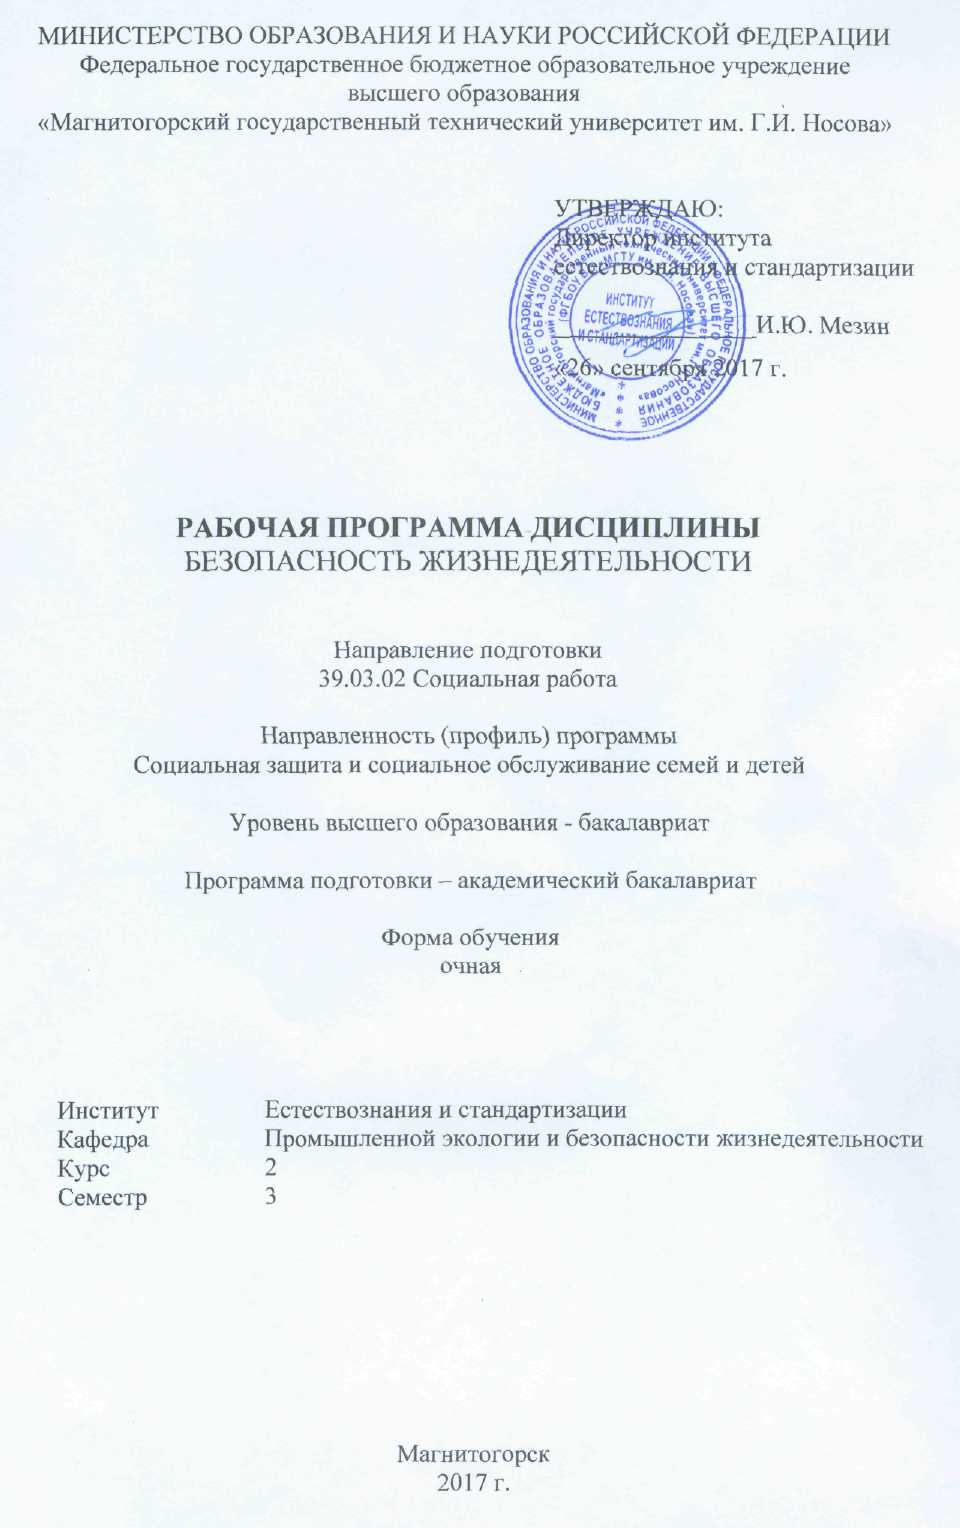 МИНИСТЕРСТВО ОБРАЗОВАНИЯ И НАУКИ РОССИЙСКОЙ ФЕДЕРАЦИИ
Федеральное государственное бюджетное образовательное учреждение
высшего образования
«Магнитогорский государственный технический университет им. Г.И. Носова»
УТВЕРЖДАЮ:
Директор института
естествознания и стандартизации
И.Ю. Мезин
«26» сентября 2017 г.
ИНСТИТУТ
ЕСТЕСТВОЗНАНИЯ
И СТАНДАРТИЗАЦИИ
РАБОЧАЯ ПРОГРАММА ДИСЦИПЛИНЫ
БЕЗОПАСНОСТЬ ЖИЗНЕДЕЯТЕЛЬНОСТИ
Направление подготовки
39.03.02 Социальная работа
Направленность (профиль) программы
Социальная защита и социальное обслуживание семей и детей
Уровень высшего образования - бакалавриат
Программа подготовки – академический бакалавриат
Форма обучения
очная
Институт Естествознания и стандартизации
Кафедра Промышленной экологии и безопасности жизнедеятельности
Курс 2
Семестр 3
Магнитогорск
2017 г.